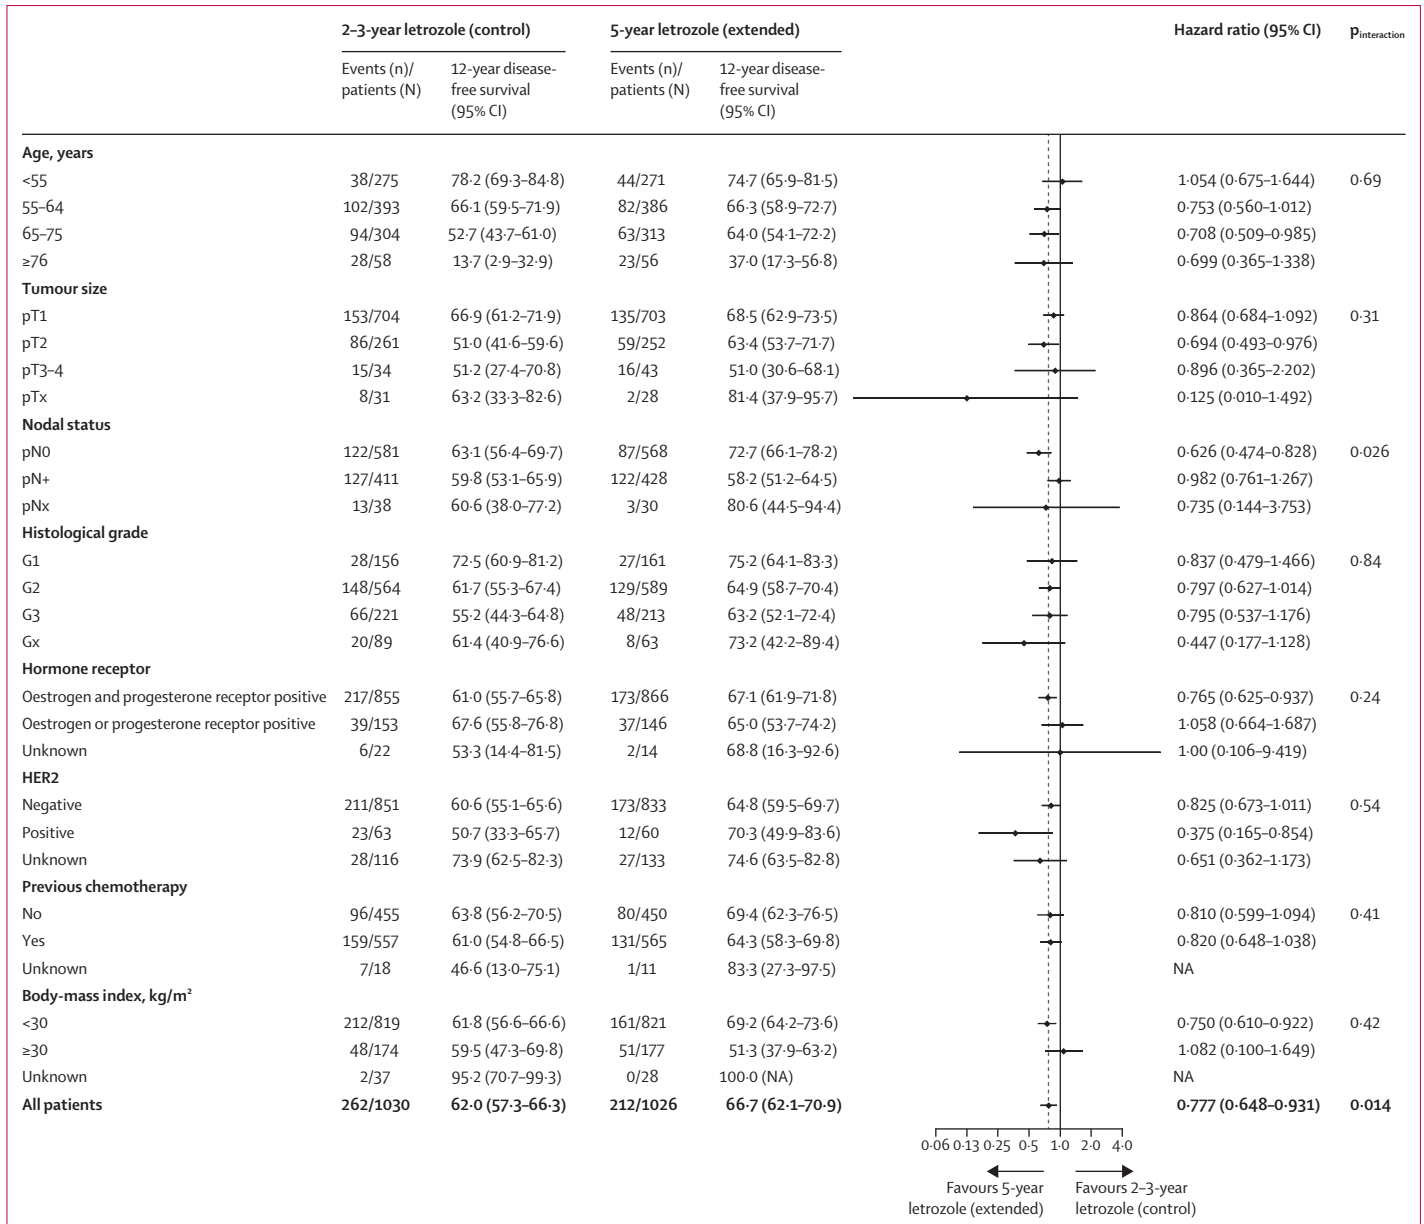 2–3-year letrozole (control) 5-year letrozole (extended) Hazard ratio (95% CI) pinteraction
Events (n)/ 12-year disease- Events (n)/ 12-year disease-
patients (N) free survival patients (N) free survival
(95% CI) (95% CI)
Age, years
<55 38/275 78·2 (69·3–84·8) 44/271 74·7 (65·9–81·5) 1·054 (0·675–1·644) 0·69
55–64 102/393 66·1 (59·5–71·9) 82/386 66·3 (58·9–72·7) 0·753 (0·560–1·012)
65–75 94/304 52·7 (43·7–61·0) 63/313 64·0 (54·1–72·2) 0·708 (0·509–0·985)
≥76 28/58 13·7 (2·9–32·9) 23/56 37·0 (17·3–56·8) 0·699 (0·365–1·338)
Tumour size
pT1 153/704 66·9 (61·2–71·9) 135/703 68·5 (62·9–73·5) 0·864 (0·684–1·092) 0·31
pT2 86/261 51·0 (41·6–59·6) 59/252 63·4 (53·7–71·7) 0·694 (0·493–0·976)
pT3–4 15/34 51·2 (27·4–70·8) 16/43 51·0 (30·6–68·1) 0·896 (0·365–2·202)
pTx 8/31 63·2 (33·3–82·6) 2/28 81·4 (37·9–95·7) 0·125 (0·010–1·492)
Nodal status
pN0 122/581 63·1 (56·4–69·7) 87/568 72·7 (66·1–78·2) 0·626 (0·474–0·828) 0·026
pN+ 127/411 59·8 (53·1–65·9) 122/428 58·2 (51·2–64·5) 0·982 (0·761–1·267)
pNx 13/38 60·6 (38·0–77·2) 3/30 80·6 (44·5–94·4) 0·735 (0·144–3·753)
Histological grade
G1 28/156 72·5 (60·9–81·2) 27/161 75·2 (64·1–83·3) 0·837 (0·479–1·466) 0·84
G2 148/564 61·7 (55·3–67·4) 129/589 64·9 (58·7–70·4) 0·797 (0·627–1·014)
G3 66/221 55·2 (44·3–64·8) 48/213 63·2 (52·1–72·4) 0·795 (0·537–1·176)
Gx 20/89 61·4 (40·9–76·6) 8/63 73·2 (42·2–89·4) 0·447 (0·177–1·128)
Hormone receptor
Oestrogen and progesterone receptor positive 217/855 61·0 (55·7–65·8) 173/866 67·1 (61·9–71·8) 0·765 (0·625–0·937) 0·24
Oestrogen or progesterone receptor positive 39/153 67·6 (55·8–76·8) 37/146 65·0 (53·7–74·2) 1·058 (0·664–1·687)
Unknown 6/22 53·3 (14·4–81·5) 2/14 68·8 (16·3–92·6) 1·00 (0·106–9·419)
HER2
Negative 211/851 60·6 (55·1–65·6) 173/833 64·8 (59·5–69·7) 0·825 (0·673–1·011) 0·54
Positive 23/63 50·7 (33·3–65·7) 12/60 70·3 (49·9–83·6) 0·375 (0·165–0·854)
Unknown 28/116 73·9 (62·5–82·3) 27/133 74·6 (63·5–82·8) 0·651 (0·362–1·173)
Previous chemotherapy
No 96/455 63·8 (56·2–70·5) 80/450 69·4 (62·3–76·5) 0·810 (0·599–1·094) 0·41
Yes 159/557 61·0 (54·8–66·5) 131/565 64·3 (58·3–69·8) 0·820 (0·648–1·038)
Unknown 7/18 46·6 (13·0–75·1) 1/11 83·3 (27·3–97·5) NA
Body-mass index, kg/m²
<30 212/819 61·8 (56·6–66·6) 161/821 69·2 (64·2–73·6) 0·750 (0·610–0·922) 0·42
≥30 48/174 59·5 (47·3–69·8) 51/177 51·3 (37·9–63·2) 1·082 (0·100–1·649)
Unknown 2/37 95·2 (70·7–99·3) 0/28 100·0 (NA) NA
All patients 262/1030 62·0 (57·3–66·3) 212/1026 66·7 (62·1–70·9) 0·777 (0·648–0·931) 0·014
0·06 0·13 0·25 0·5 1·0 2·0 4·0
Favours 5-year Favours 2–3-year
letrozole (extended) letrozole (control)